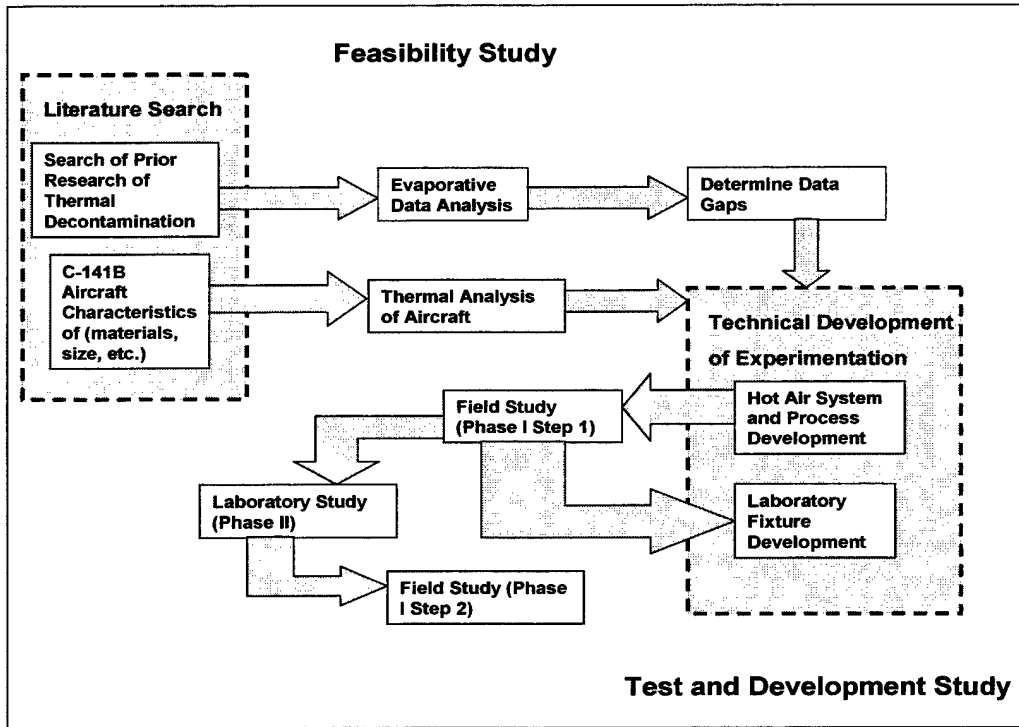 Feasibility Study
Literature Search
Search of Prior
Research of
Thermal
Decontamination
Evaporative
Data Analysis
Determine Data
Gaps
C-141B
Aircraft
Characteristics
of (materials,
size, etc.)
Thermal Analysis
of Aircraft
Technical Development
of Experimentation
Hot Air System
and Process
Development
Field Study
(Phase I Step 1)
Laboratory Study
(Phase II)
Laboratory
Fixture
Development
Field Study (Phase
I Step 2)
Test and Development Study